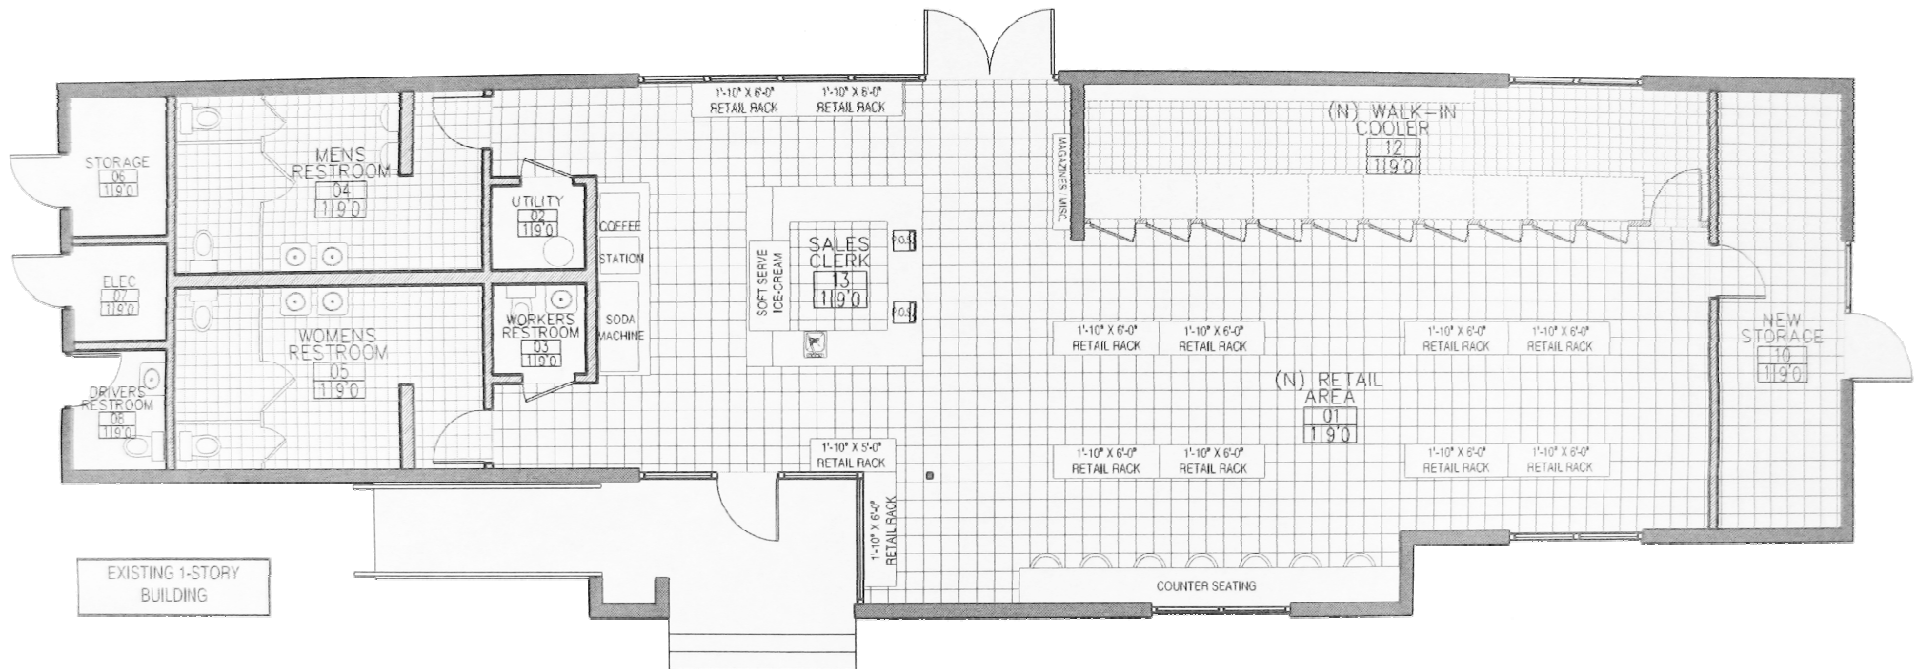 1'-10" X 6'-0"
RETAIL RACK
1'-10" X 6'-0"
RETAIL RACK
(N) WALK-IN
COOLER
12
1 9'0
MAGAZINES / MISC
STORAGE
06
1 9'0
MENS
RESTROOM
04
1 9'0
UTILITY
02
1 9'0
COFFEE
STATION
SODA
MACHINE
SOFT SERVE
ICE-CREAM
SALES
CLERK
13
1 9'0
P.O.S
P.O.S
ELEC
07
1 9'0
WOMENS
RESTROOM
05
1 9'0
WORKERS
RESTROOM
03
1 9'0
DRIVERS
RESTROOM
08
1 9'0
1'-10" X 6'-0"
RETAIL RACK
1'-10" X 6'-0"
RETAIL RACK
1'-10" X 6'-0"
RETAIL RACK
1'-10" X 6'-0"
RETAIL RACK
NEW
STORAGE
10
1 9'0
(N) RETAIL
AREA
01
1 9'0
1'-10" X 5'-0"
RETAIL RACK
1'-10" X 6'-0"
RETAIL RACK
1'-10" X 6'-0"
RETAIL RACK
1'-10" X 6'-0"
RETAIL RACK
1'-10" X 6'-0"
RETAIL RACK
1'-10" X 6'-0"
RETAIL RACK
COUNTER SEATING
EXISTING 1-STORY
BUILDING